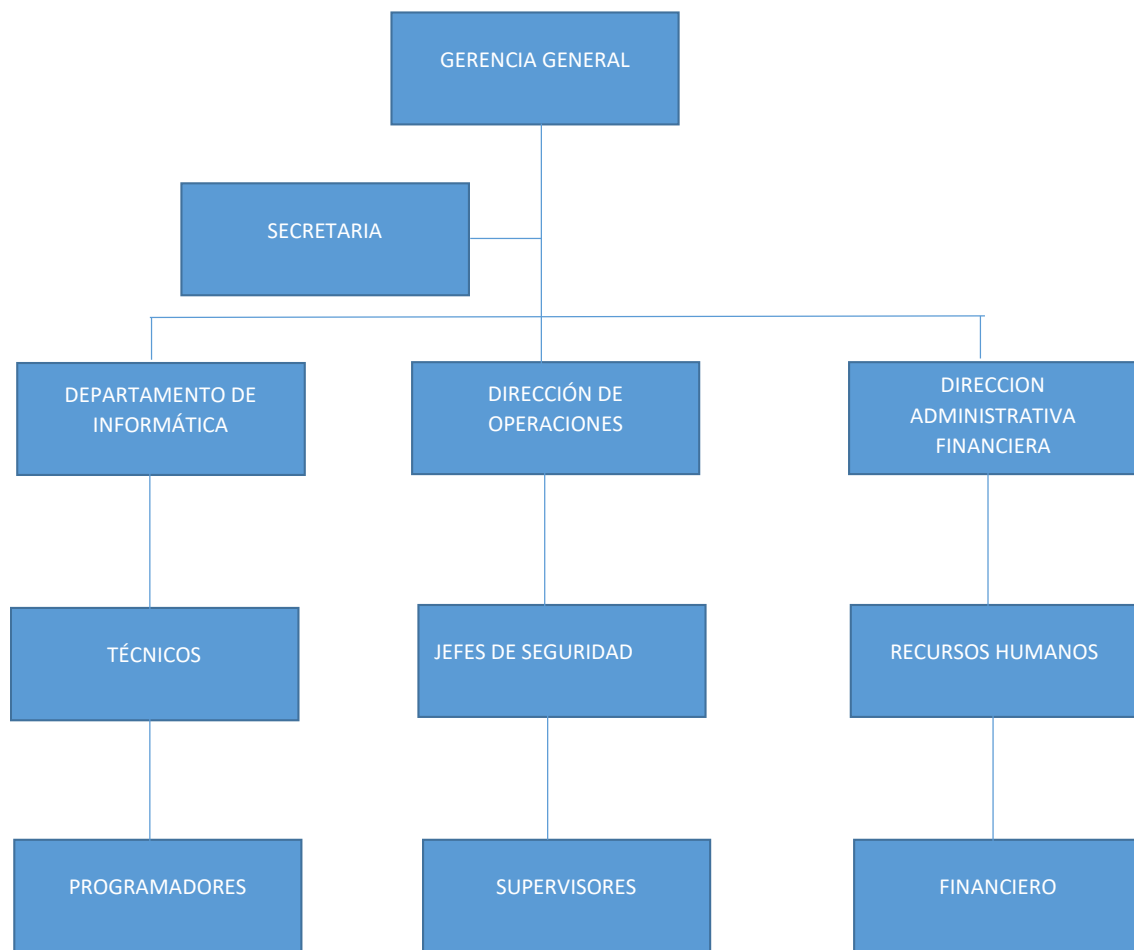 GERENCIA GENERAL
SECRETARIA
DEPARTAMENTO DE
INFORMÁTICA
DIRECCIÓN DE
OPERACIONES
DIRECCION
ADMINISTRATIVA
FINANCIERA
TÉCNICOS
JEFES DE SEGURIDAD
RECURSOS HUMANOS
PROGRAMADORES
SUPERVISORES
FINANCIERO